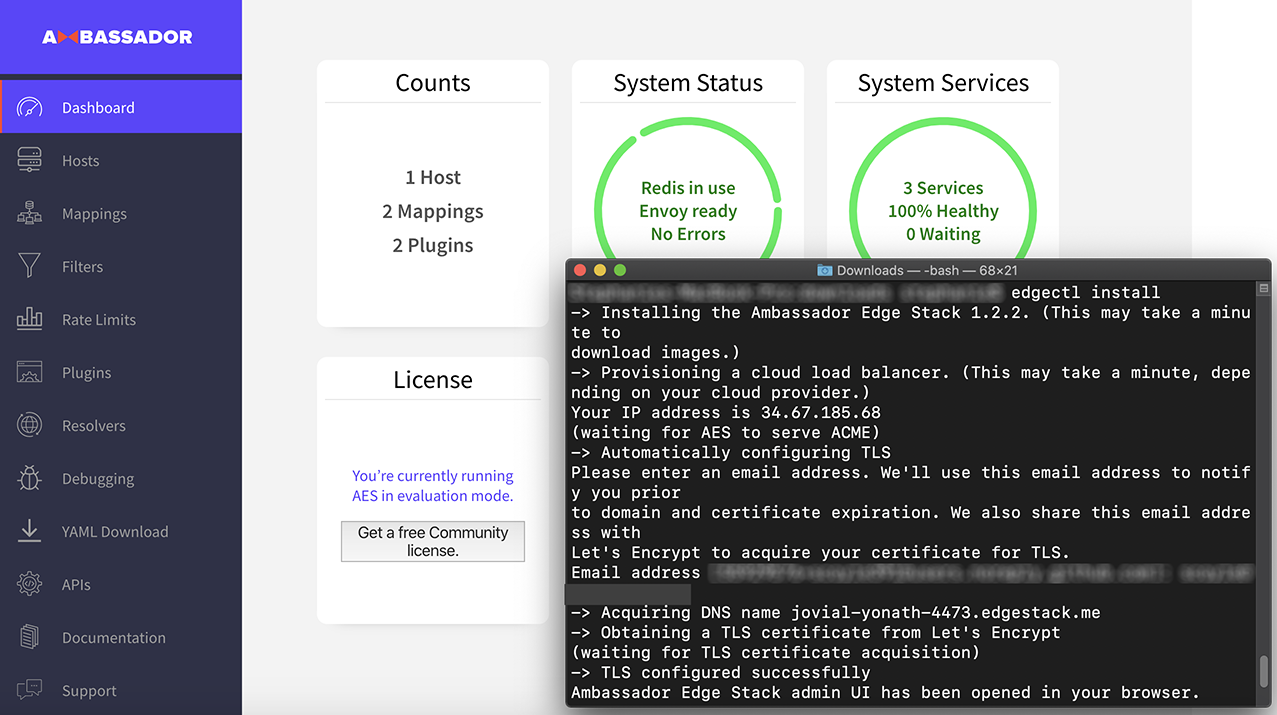 AMBASSADOR
Dashboard
Hosts
Mappings
Filters
Rate Limits
Plugins
Resolvers
Debugging
YAML Download
APIs
Documentation
Support
Counts
1 Host
2 Mappings
2 Plugins
System Status
Redis in use
Envoy ready
No Errors
System Services
3 Services
100% Healthy
0 Waiting
License
You’re currently running
AES in evaluation mode.
Get a free Community
license.
Downloads — -bash — 68×21
edgectl install
-> Installing the Ambassador Edge Stack 1.2.2. (This may take a minu
te to
download images.)
-> Provisioning a cloud load balancer. (This may take a minute, depe
nding on your cloud provider.)
Your IP address is 34.67.185.68
(waiting for AES to serve ACME)
-> Automatically configuring TLS
Please enter an email address. We'll use this email address to notif
y you prior
to domain and certificate expiration. We also share this email addre
ss with
Let's Encrypt to acquire your certificate for TLS.
Email address
-> Acquiring DNS name jovial-yonath-4473.edgestack.me
-> Obtaining a TLS certificate from Let's Encrypt
(waiting for TLS certificate acquisition)
-> TLS configured successfully
Ambassador Edge Stack admin UI has been opened in your browser.